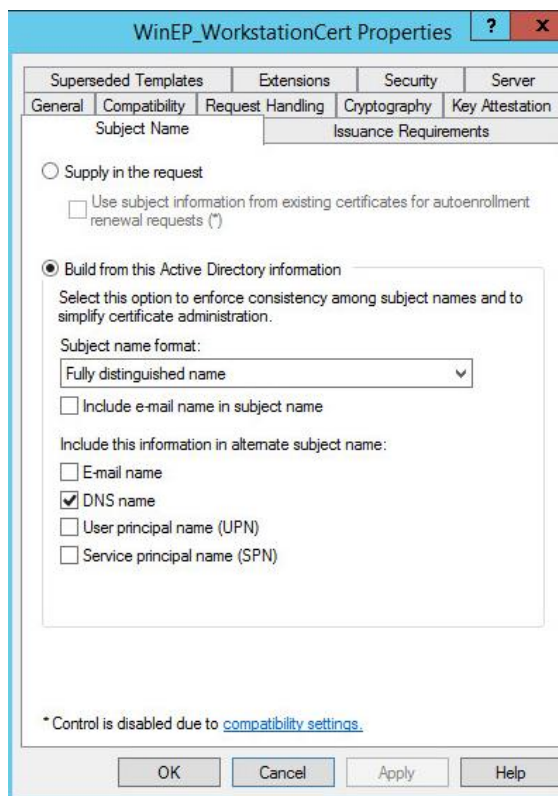 WinEP_WorkstationCert Properties ? x
Superseded Templates Extensions Security Server
General Compatibility Request Handling Cryptography Key Attestation
Subject Name Issuance Requirements
Supply in the request
Use subject information from existing certificates for autoenrollment
renewal requests (*)
Build from this Active Directory information
Select this option to enforce consistency among subject names and to
simplify certificate administration.
Subject name format:
Fully distinguished name
Include e-mail name in subject name
Include this information in alternate subject name:
E-mail name
DNS name
User principal name (UPN)
Service principal name (SPN)
* Control is disabled due to compatibility settings.
OK Cancel Apply Help